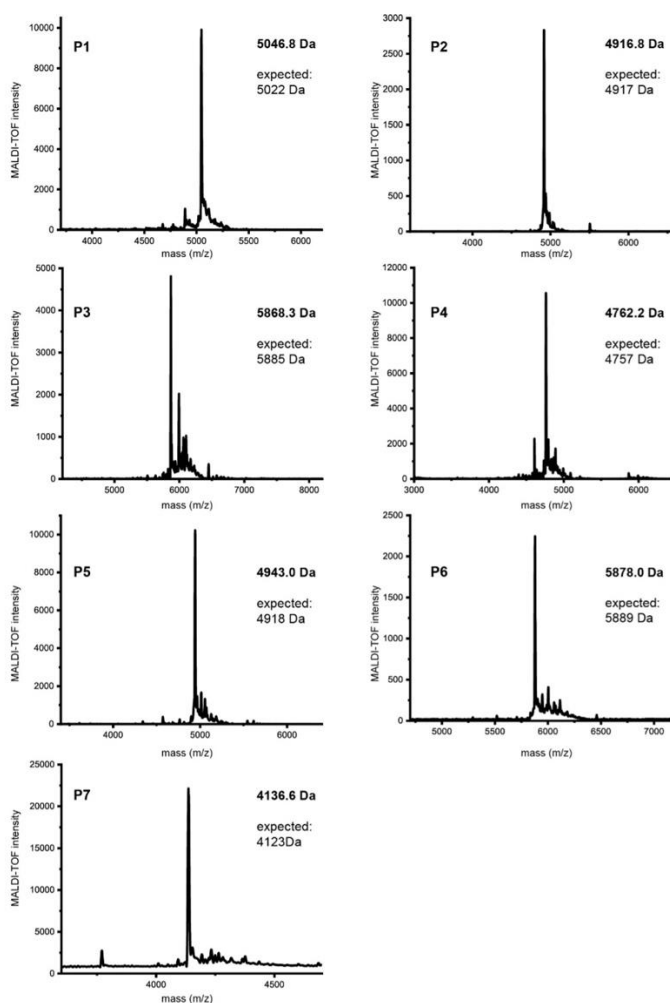 P1
5046.8 Da
expected:
5022 Da
MALDI-TOF intensity
10000
8000
6000
4000
2000
0
4000
4500
5000
5500
6000
mass (m/z)
P2
4916.8 Da
expected:
4917 Da
MALDI-TOF intensity
3000
2500
2000
1500
1000
500
0
4000
5000
6000
mass (m/z)
P3
5868.3 Da
expected:
5885 Da
MALDI-TOF intensity
5000
4000
3000
2000
1000
0
5000
6000
7000
8000
mass (m/z)
P4
4762.2 Da
expected:
4757 Da
MALDI-TOF intensity
12000
10000
8000
6000
4000
2000
0
3000
4000
5000
6000
mass (m/z)
P5
4943.0 Da
expected:
4918 Da
MALDI-TOF intensity
10000
8000
6000
4000
2000
0
4000
5000
6000
mass (m/z)
P6
5878.0 Da
expected:
5889 Da
MALDI-TOF intensity
2500
2000
1500
1000
500
0
5000
5500
6000
6500
7000
mass (m/z)
P7
4136.6 Da
expected:
4123Da
MALDI-TOF intensity
25000
20000
15000
10000
5000
0
4000
4500
mass (m/z)